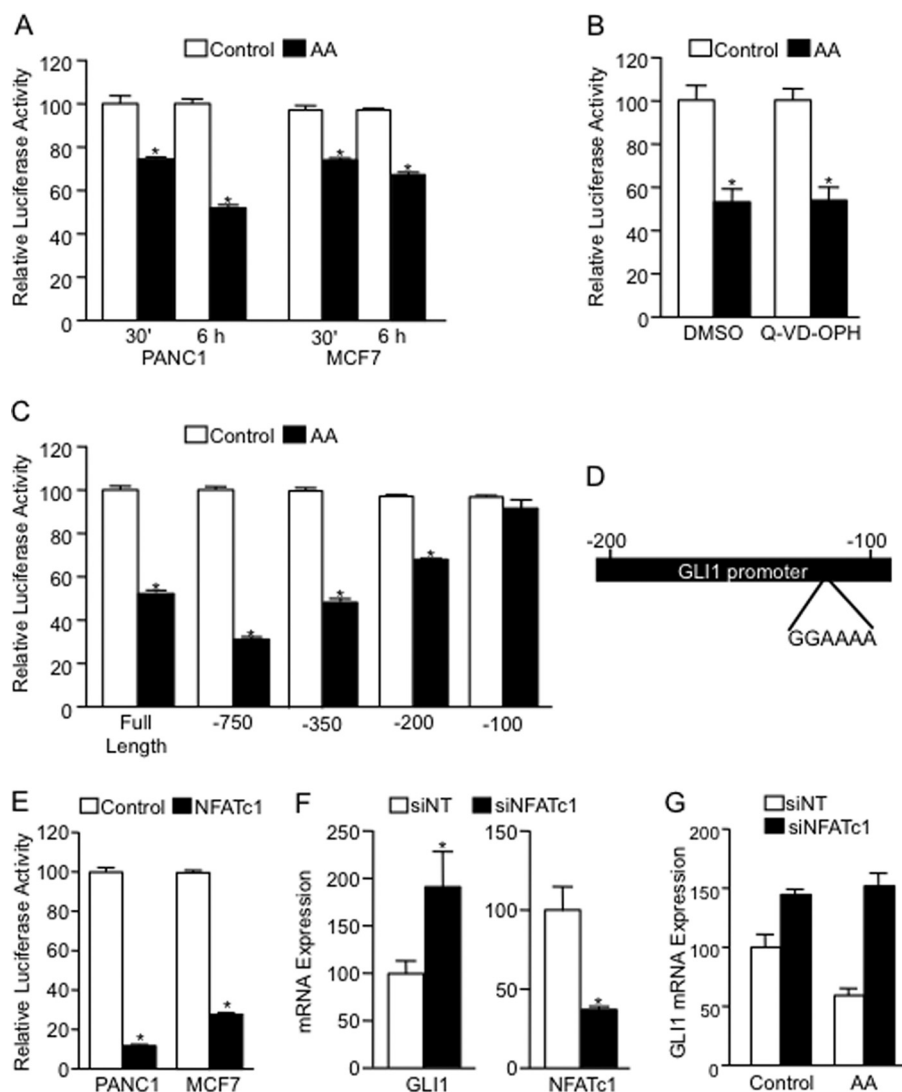 A
Control AA
Relative Luciferase Activity
120
100
80
60
40
20
0
* * * *
30' 6 h 30' 6 h
PANC1 MCF7
B
Control AA
Relative Luciferase Activity
120
100
80
60
40
20
0
* *
DMSO Q-VD-OPH
C
Control AA
Relative Luciferase Activity
120
100
80
60
40
20
0
* * * *
Full -750 -350 -200 -100
Length
D
-200 -100
GLI1 promoter
GGAAAA
E
Control NFATc1
Relative Luciferase Activity
120
100
80
60
40
20
0
* *
PANC1 MCF7
F
siNT siNFATc1
mRNA Expression
250
200
150
100
50
0
*
GLI1
150
100
50
0
*
NFATc1
G
siNT
siNFATc1
GLI1 mRNA Expression
200
150
100
50
0
Control AA